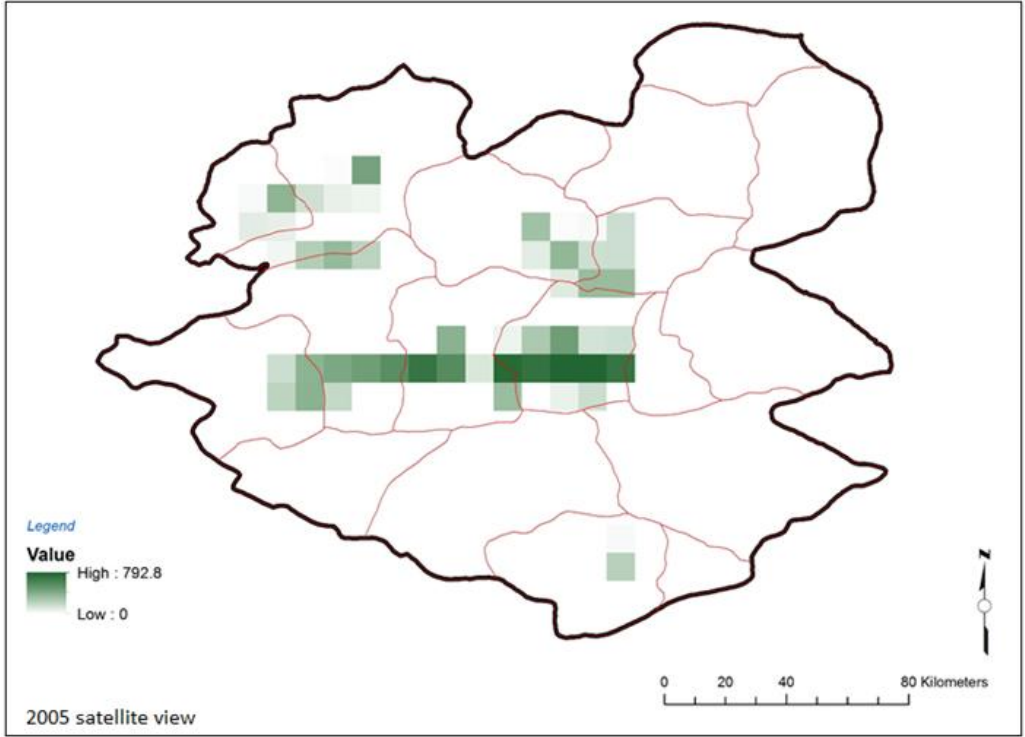 Legend
Value
High : 792.8
Low : 0
2005 satellite view
N
0 20 40 80 Kilometers